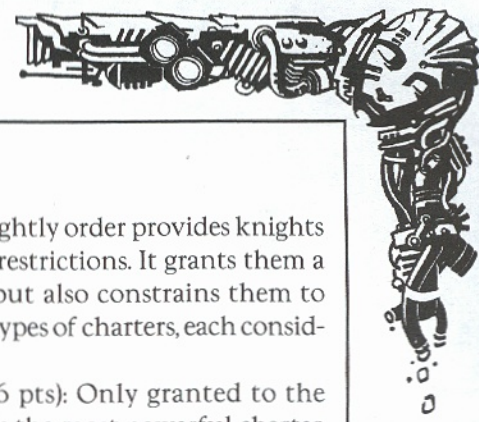 ghtly order provides knights
restrictions. It grants them a
but also constrains them to
ypes of charters, each consid-
6 pts): Only granted to the
the most powerful charter